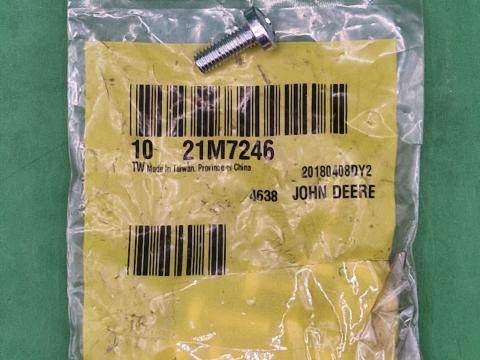 10 21M7246
TW Made in Taiwan, Province of China
20180408DY2
4638 JOHN DEERE